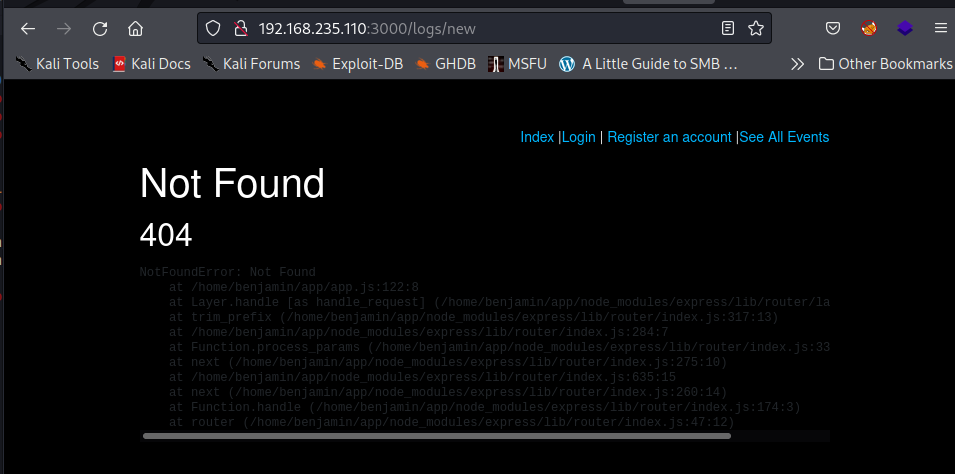 192.168.235.110:3000/logs/new
Kali Tools Kali Docs Kali Forums Exploit-DB GHDB MSFU A Little Guide to SMB … Other Bookmarks
Index |Login | Register an account |See All Events
Not Found
404
NotFoundError: Not Found
at /home/benjamin/app/app.js:122:8
at Layer.handle [as handle_request] (/home/benjamin/app/node_modules/express/lib/router/la
at trim_prefix (/home/benjamin/app/node_modules/express/lib/router/index.js:317:13)
at /home/benjamin/app/node_modules/express/lib/router/index.js:284:7
at Function.process_params (/home/benjamin/app/node_modules/express/lib/router/index.js:33
at next (/home/benjamin/app/node_modules/express/lib/router/index.js:275:10)
at /home/benjamin/app/node_modules/express/lib/router/index.js:635:15
at next (/home/benjamin/app/node_modules/express/lib/router/index.js:260:14)
at Function.handle (/home/benjamin/app/node_modules/express/lib/router/index.js:174:3)
at router (/home/benjamin/app/node_modules/express/lib/router/index.js:47:12)